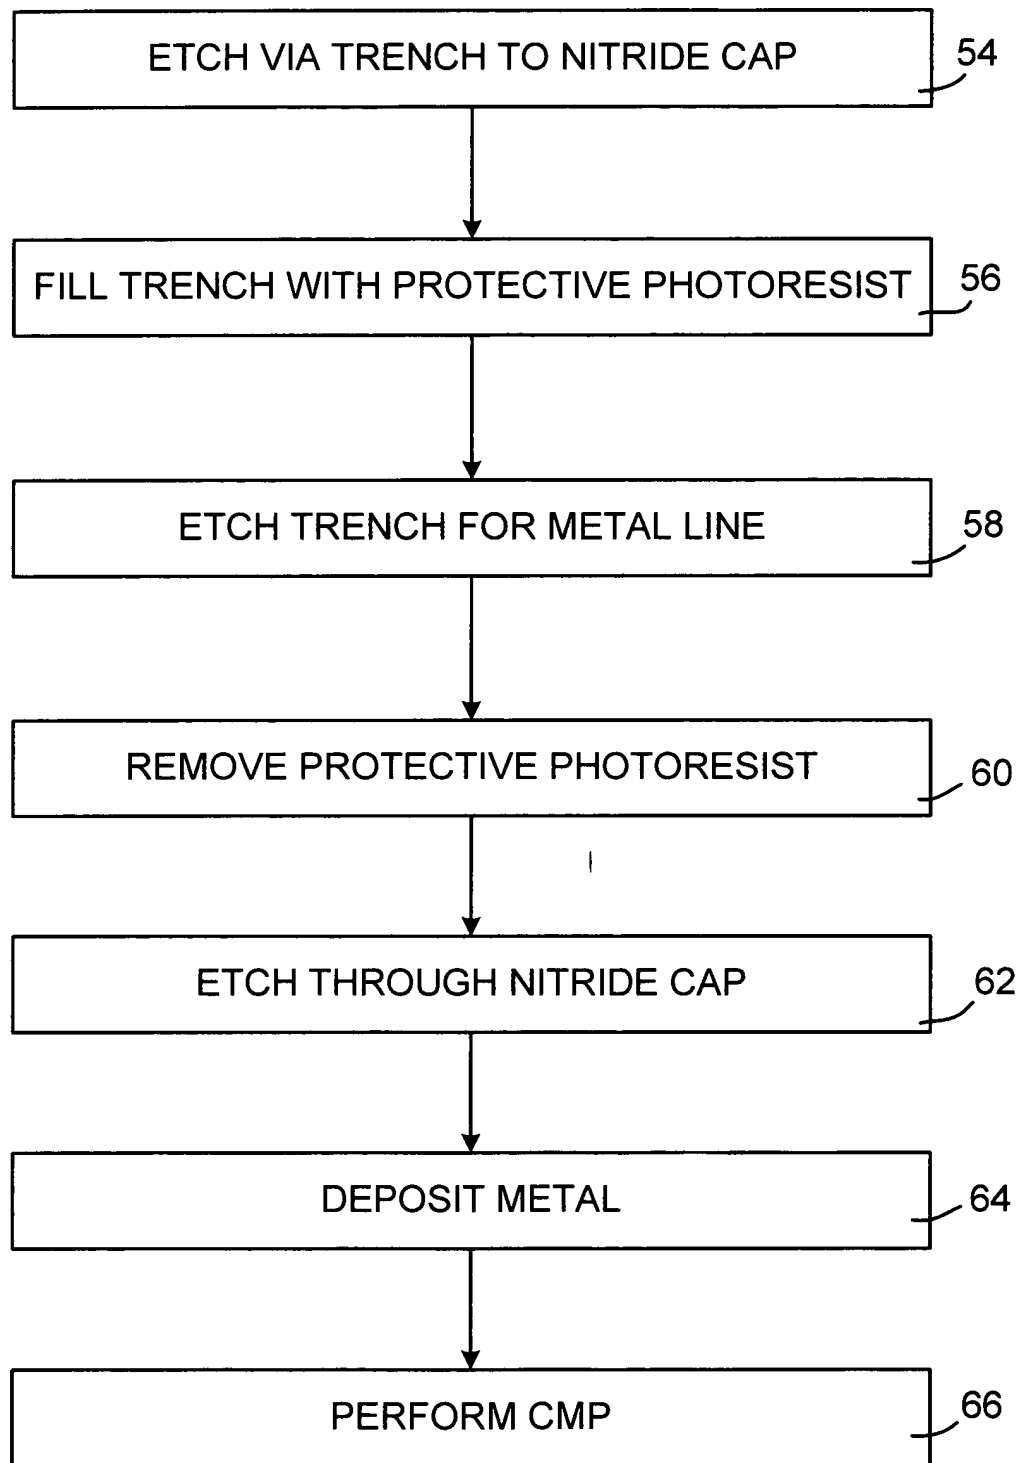 ETCH VIA TRENCH TO NITRIDE CAP
54
FILL TRENCH WITH PROTECTIVE PHOTORESIST
56
ETCH TRENCH FOR METAL LINE
58
REMOVE PROTECTIVE PHOTORESIST
60
ETCH THROUGH NITRIDE CAP
62
DEPOSIT METAL
64
PERFORM CMP
66